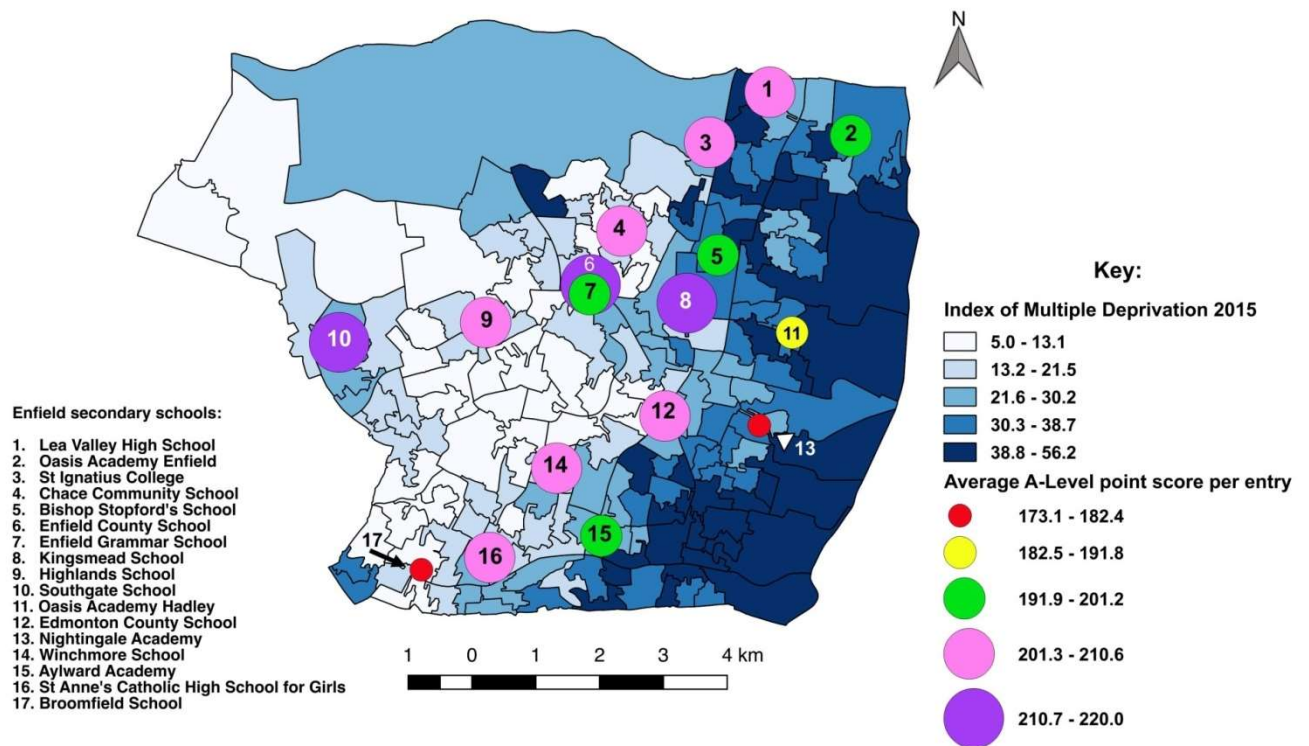 N
1
2
3
4
5
6
7
8
9
10
11
12
13
14
15
16
17
Key:
Index of Multiple Deprivation 2015
5.0 - 13.1
13.2 - 21.5
21.6 - 30.2
30.3 - 38.7
38.8 - 56.2
Average A-Level point score per entry
173.1 - 182.4
182.5 - 191.8
191.9 - 201.2
201.3 - 210.6
210.7 - 220.0
Enfield secondary schools:
1. Lea Valley High School
2. Oasis Academy Enfield
3. St Ignatius College
4. Chace Community School
5. Bishop Stopford's School
6. Enfield County School
7. Enfield Grammar School
8. Kingsmead School
9. Highlands School
10. Southgate School
11. Oasis Academy Hadley
12. Edmonton County School
13. Nightingale Academy
14. Winchmore School
15. Aylward Academy
16. St Anne's Catholic High School for Girls
17. Broomfield School
1 0 1 2 3 4 km